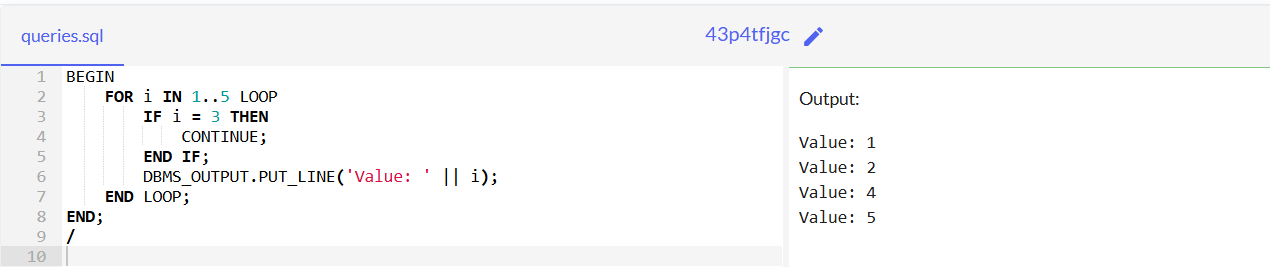 queries.sql
43p4tfjgc
1 BEGIN
2     FOR i IN 1..5 LOOP
3         IF i = 3 THEN
4             CONTINUE;
5         END IF;
6         DBMS_OUTPUT.PUT_LINE('Value: ' || i);
7     END LOOP;
8 END;
9 /
10
Output:
Value: 1
Value: 2
Value: 4
Value: 5